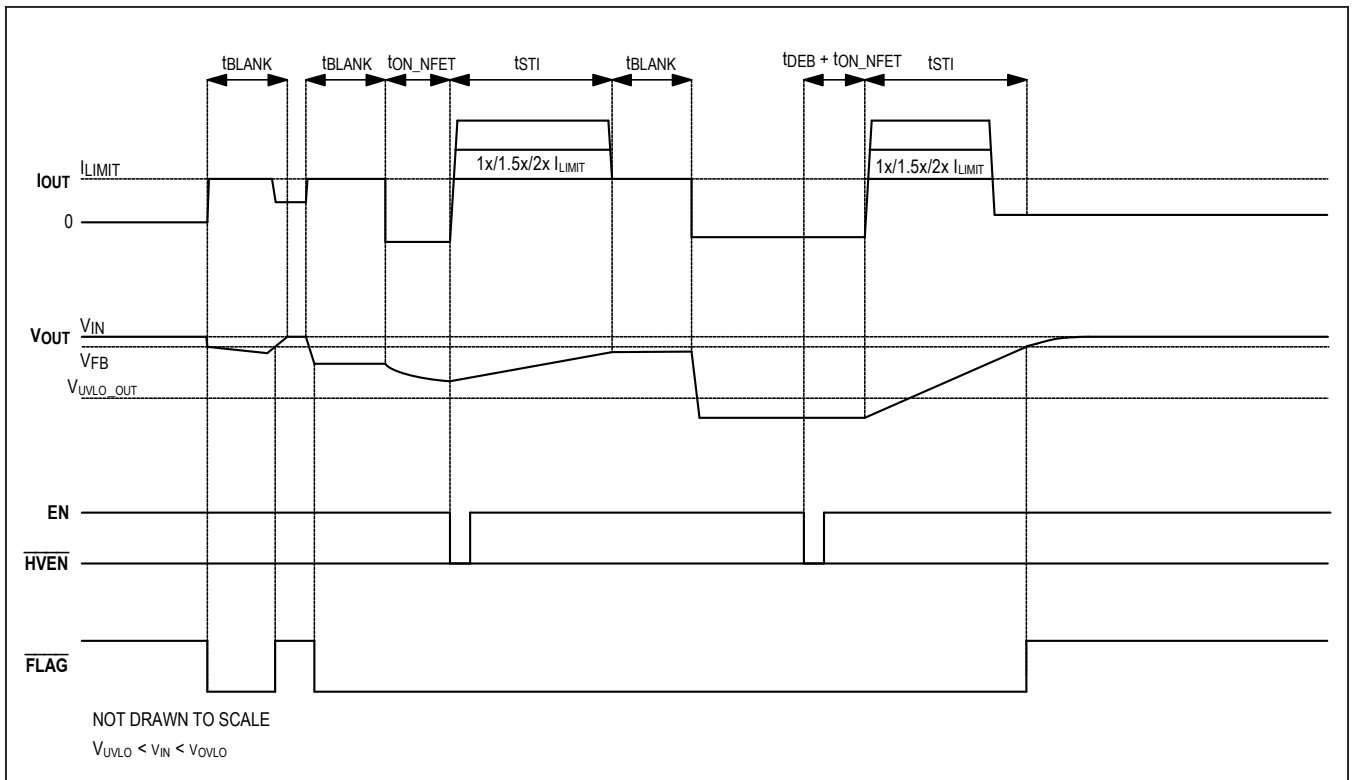 tBLANK tBLANK tON_NFET tSTI tBLANK tDEB + tON_NFET tSTI
ILIMIT
IOUT
1x/1.5x/2x ILIMIT 1x/1.5x/2x ILIMIT
0
VIN
VOUT
VFB
VUVLO_OUT
EN
HVEN
FLAG
NOT DRAWN TO SCALE
VUVLO < VIN < VOVLO